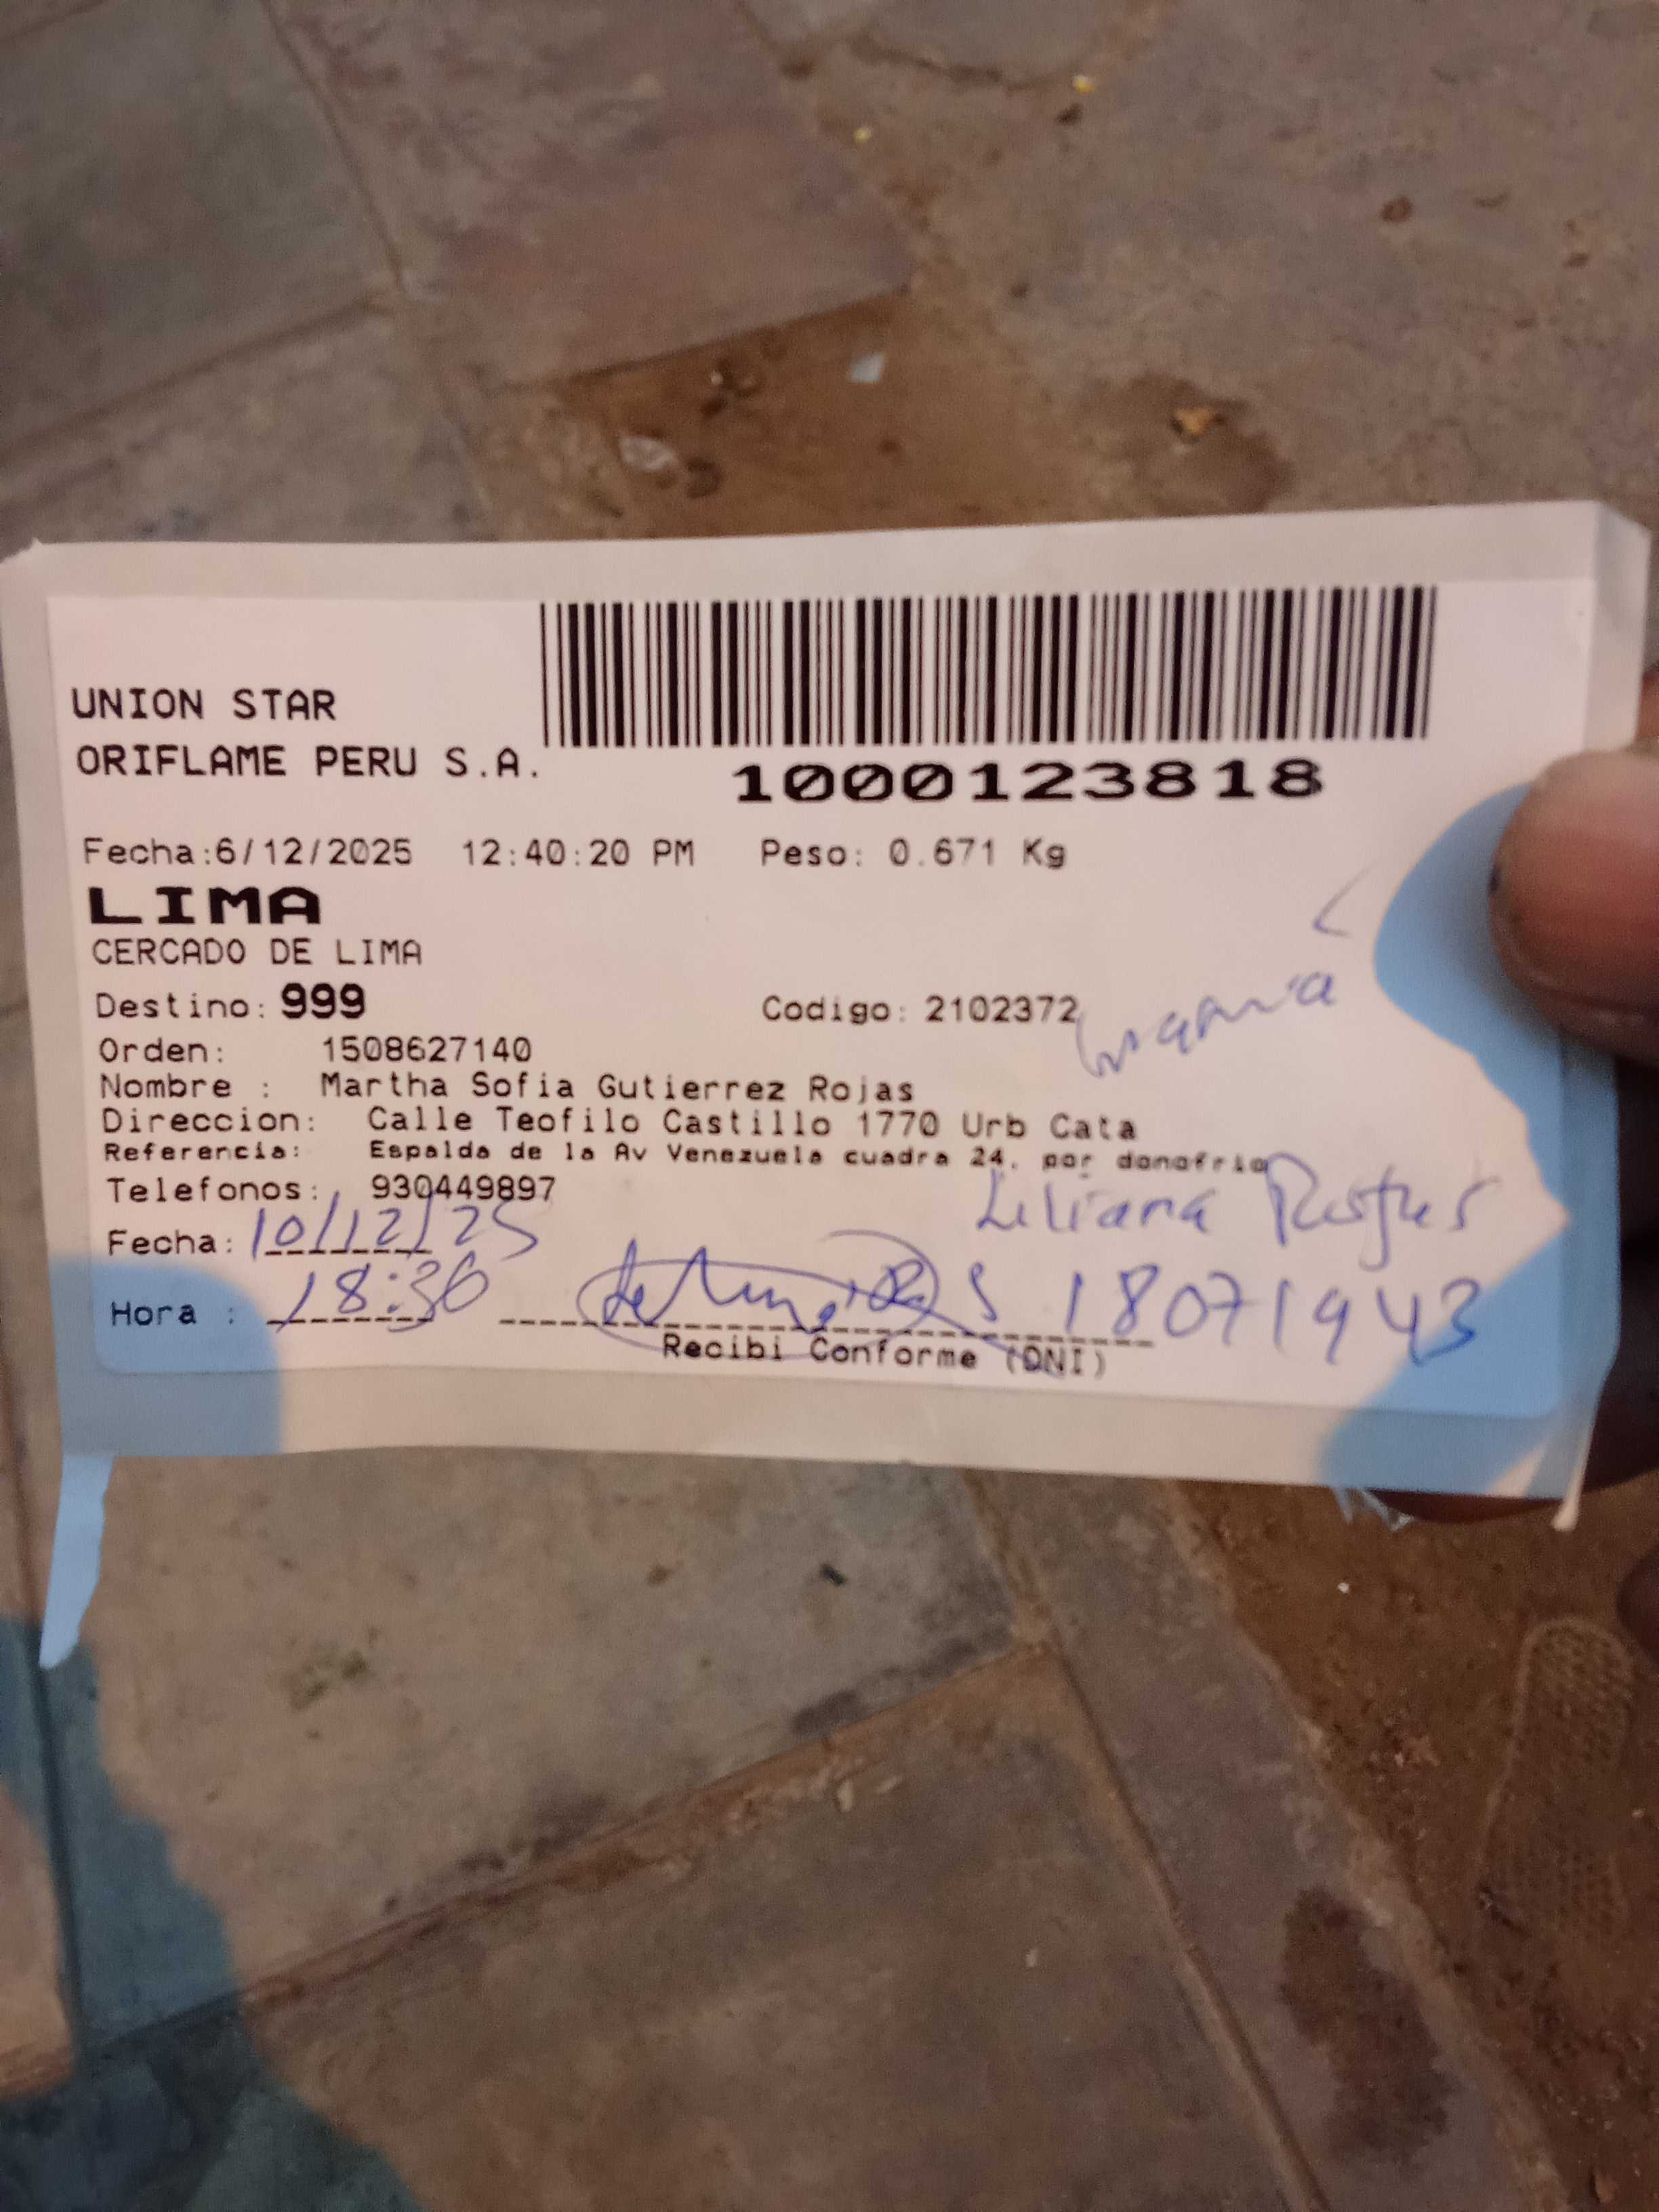 UNION STAR
ORIFLAME PERU S.A.
1000123818
Fecha:6/12/2025 12:40:20 PM Peso: 0.671 Kg
LIMA
CERCADO DE LIMA
Destino: 999 Codigo: 2102372
Orden: 1508627140
Nombre : Martha Sofia Gutierrez Rojas
Direccion: Calle Teofilo Castillo 1770 Urb Cata
Referencia: Espalda de la Av Venezuela cuadra 24, por donofrio
Telefonos: 930449897
Liliana
Fecha: 10/12/25
Hora : 18:30 18071943
Recibi Conforme (DNI)